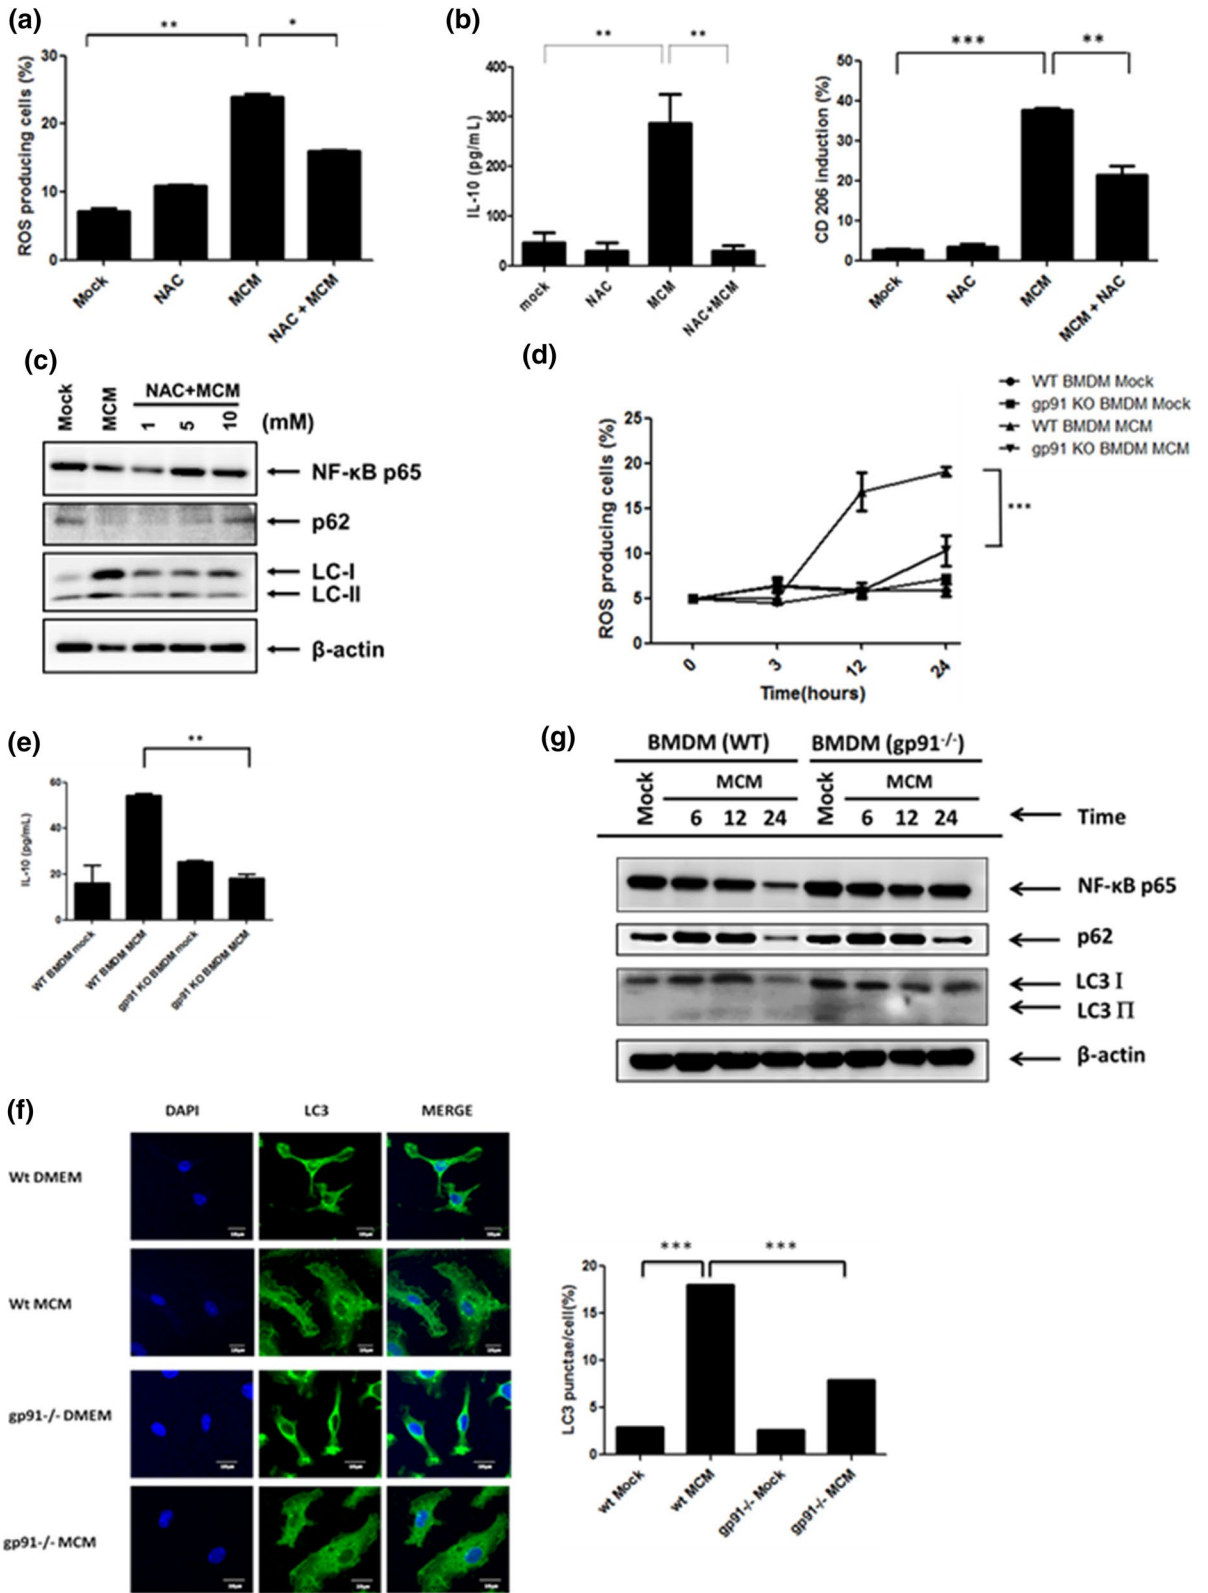 (a)
** *
ROS producing cells (%)
30
20
10
0
Mock
NAC
MCM
NAC + MCM
(b)
** **
IL-10 (pg/mL)
400
300
200
100
0
mock
NAC
MCM
NAC+MCM
*** **
CD 206 induction (%)
50
40
30
20
10
0
Mock
NAC
MCM
MCM + NAC
(c)
Mock
MCM
NAC+MCM
1 5 10 (mM)
NF-κB p65
p62
LC-I
LC-II
β-actin
(d)
WT BMDM Mock
gp91 KO BMDM Mock
WT BMDM MCM
gp91 KO BMDM MCM
ROS producing cells (%)
25
20
15
10
5
0
***
0 3 12 24
Time(hours)
(e)
**
IL-10 (pg/mL)
60
40
20
0
WT BMDM mock
WT BMDM MCM
gp91 KO BMDM mock
gp91 KO BMDM MCM
(g)
BMDM (WT) BMDM (gp91-/-)
Mock MCM Mock MCM
6 12 24 6 12 24 Time
NF-κB p65
p62
LC3 I
LC3 Π
β-actin
(f)
DAPI LC3 MERGE
Wt DMEM
Wt MCM
gp91-/- DMEM
gp91-/- MCM
*** ***
LC3 punctae/cell(%)
20
15
10
5
0
wt Mock
wt MCM
gp91-/- Mock
gp91-/- MCM